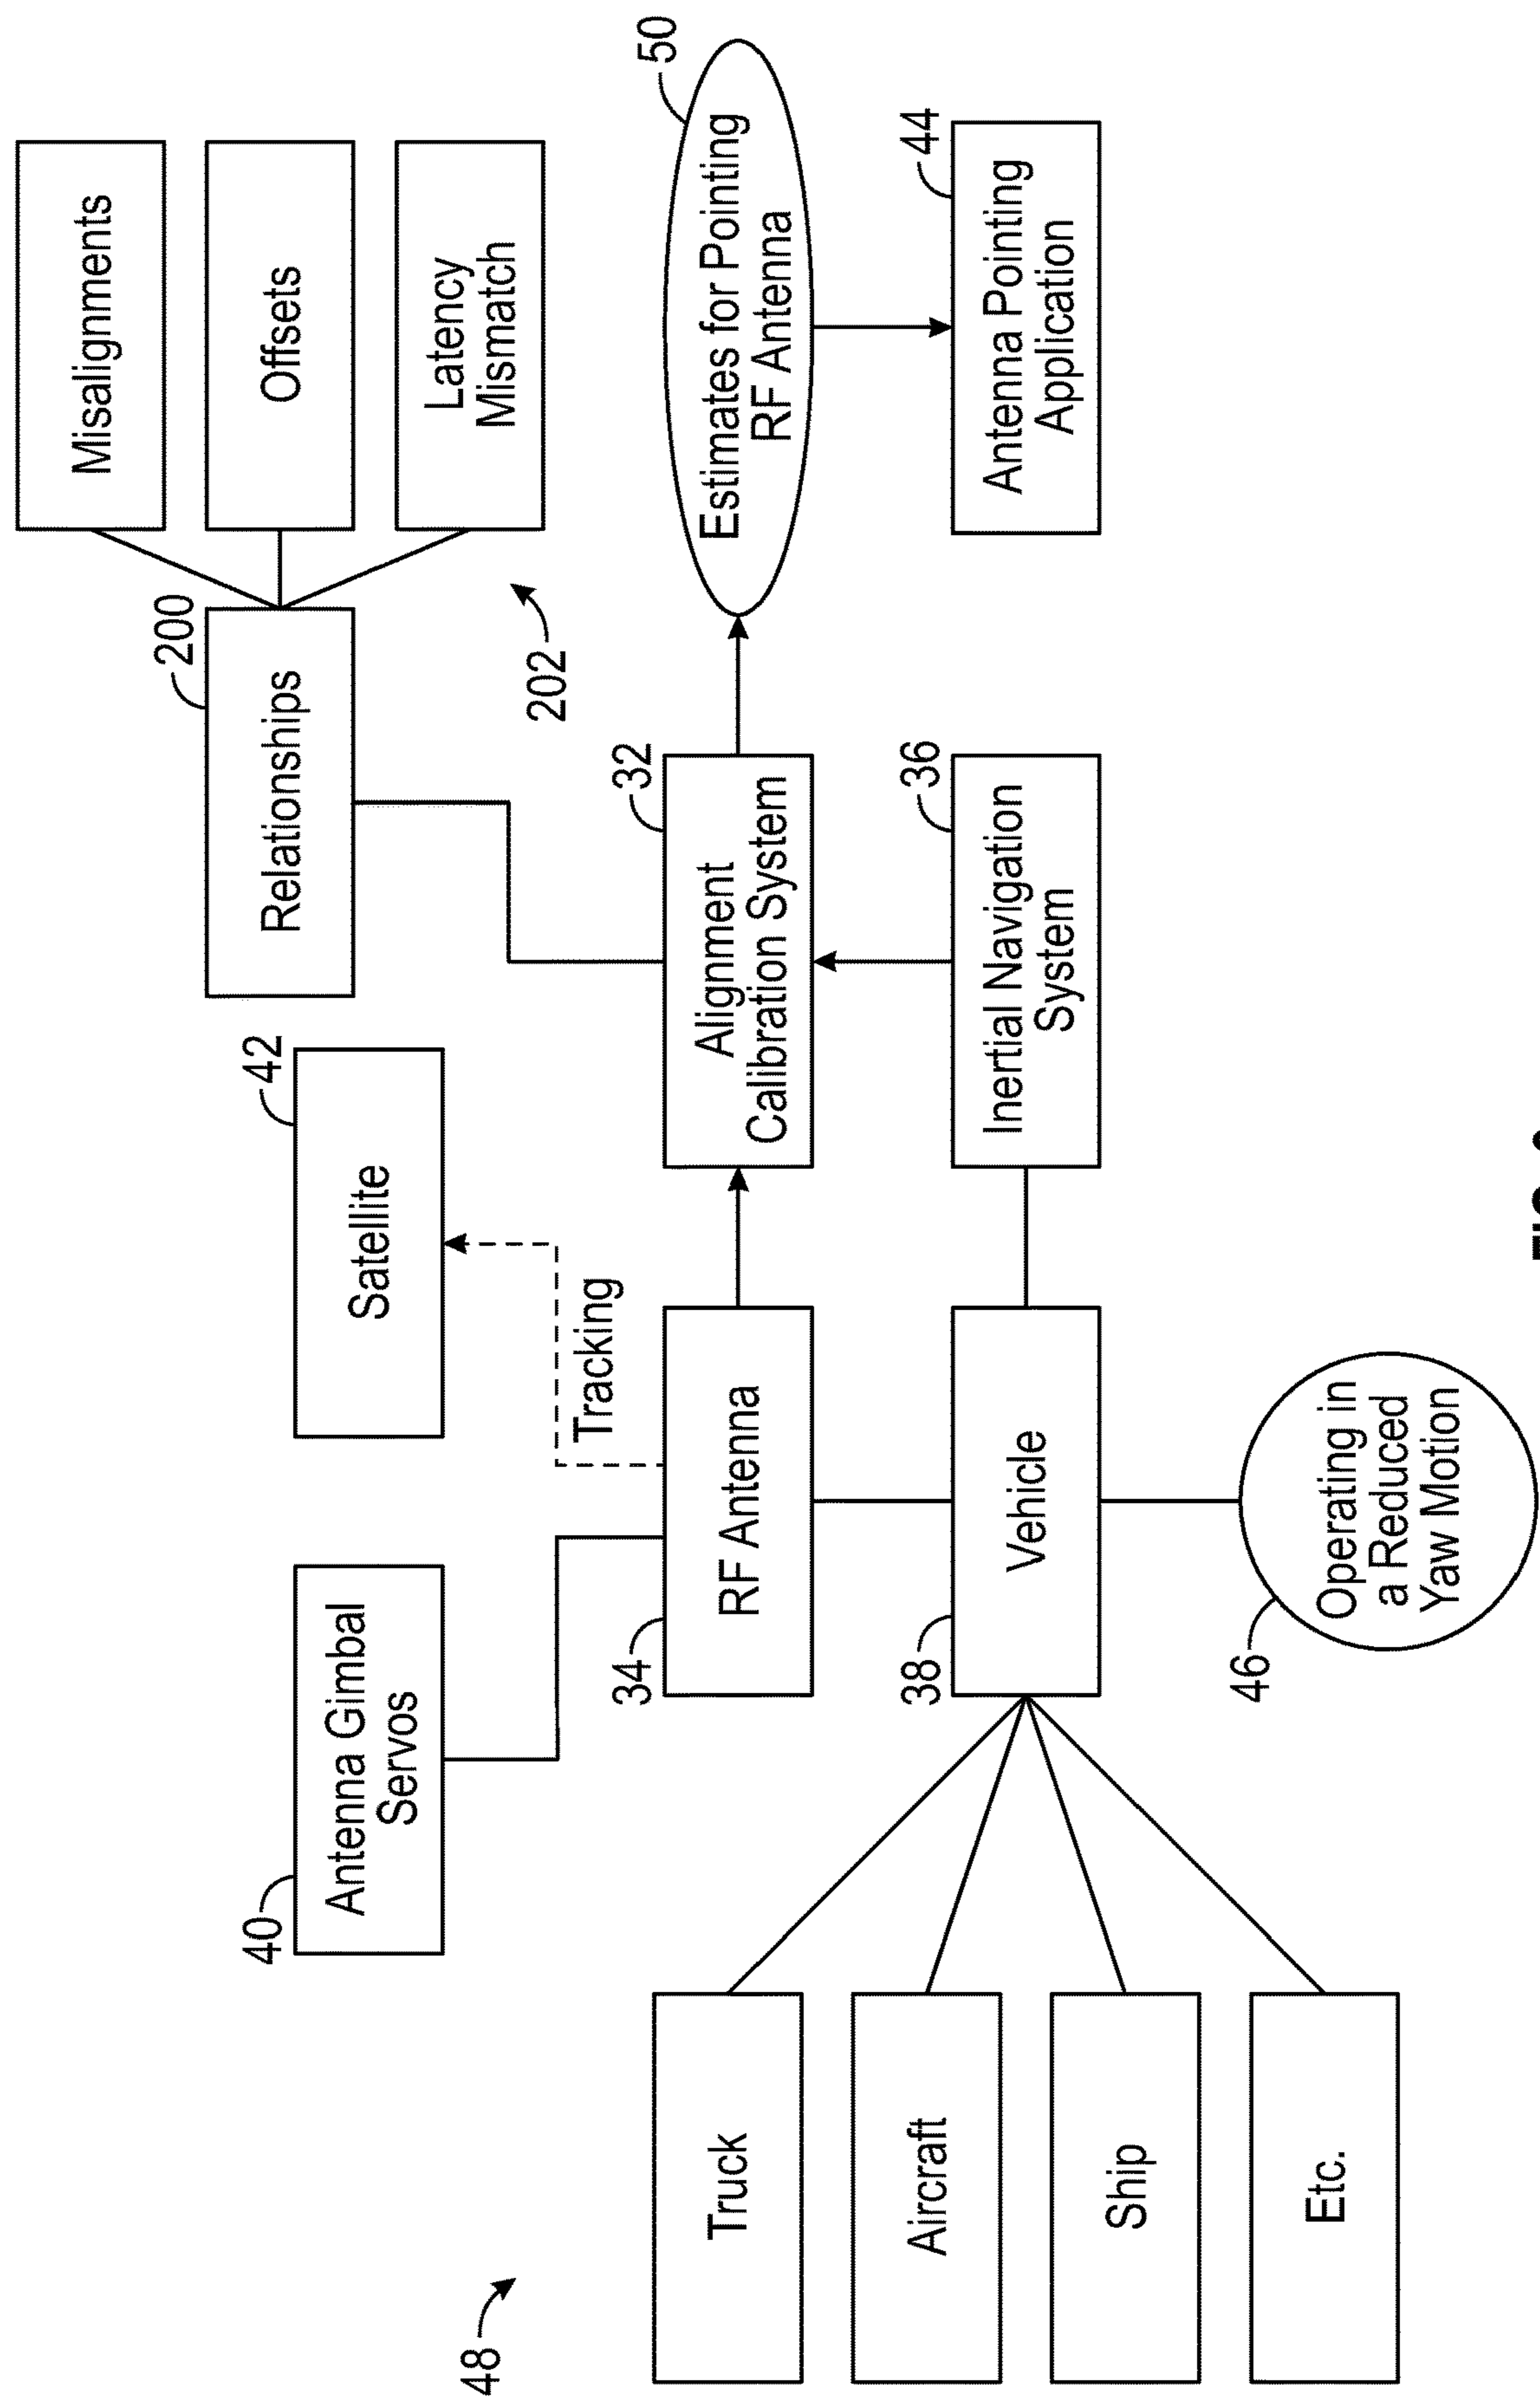 Misalignments
200
Relationships
Offsets
42
Satellite
Latency
Mismatch
40
Antenna Gimbal
Servos
202
48
Tracking
50
34
RF Antenna
32
Alignment
Calibration System
Estimates for Pointing
RF Antenna
Truck
Aircraft
Ship
Etc.
38
Vehicle
36
Inertial Navigation
System
44
Antenna Pointing
Application
46
Operating in
a Reduced
Yaw Motion